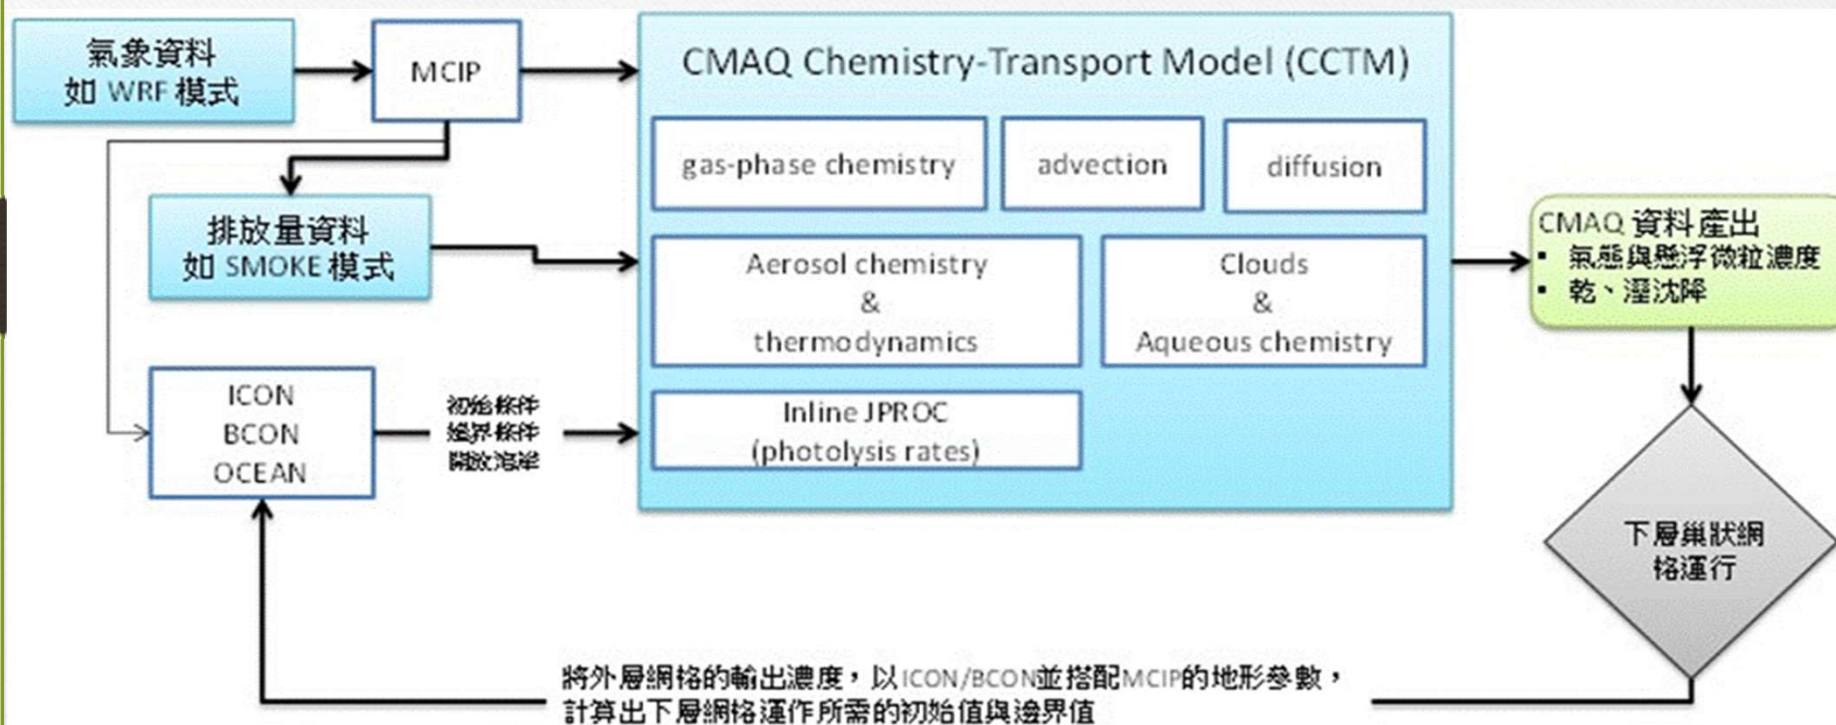 氣象資料
如 WRF 模式
MCIP
CMAQ Chemistry-Transport Model (CCTM)
gas-phase chemistry
advection
diffusion
排放量資料
如 SMOKE 模式
Aerosol chemistry
&
thermodynamics
Clouds
&
Aqueous chemistry
CMAQ 資料產出
▪ 氣態與懸浮微粒濃度
▪ 乾、溼沈降
ICON
BCON
OCEAN
初始條件
邊界條件
Inline JPROC
(photolysis rates)
下層巢狀網
格運行
將外層網格的輸出濃度，以ICON/BCON並搭配MCIP的地形參數，
計算出下層網格運作所需的初始值與邊界值